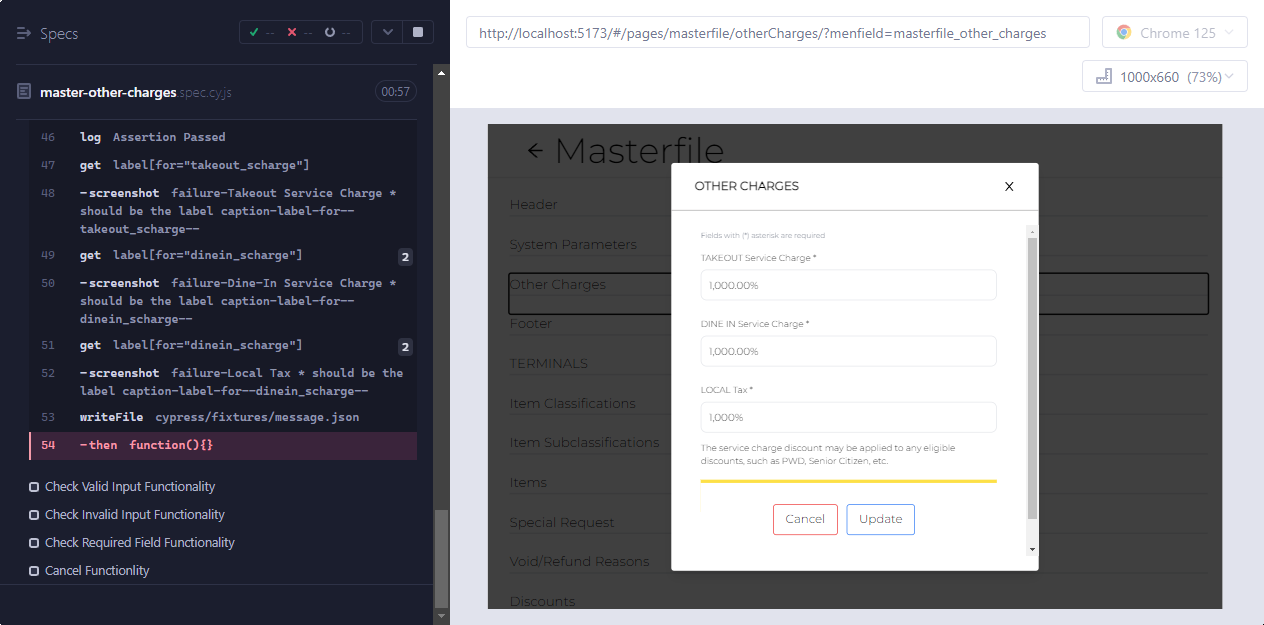 Specs
-- -- --
master-other-charges.spec.cy.js 00:57
46 log Assertion Passed
47 get label[for="takeout_scharge"]
48 -screenshot failure-Takeout Service Charge *
should be the label caption-label-for--
takeout_scharge--
49 get label[for="dinein_scharge"] 2
50 -screenshot failure-Dine-In Service Charge *
should be the label caption-label-for--
dinein_scharge--
51 get label[for="dinein_scharge"] 2
52 -screenshot failure-Local Tax * should be the
label caption-label-for--dinein_scharge--
53 writeFile cypress/fixtures/message.json
54 -then function(){}
Check Valid Input Functionality
Check Invalid Input Functionality
Check Required Field Functionality
Cancel Functionlity
http://localhost:5173/#/pages/masterfile/otherCharges/?menfield=masterfile_other_charges
Chrome 125
1000x660 (73%)
Masterfile
Header
System Parameters
Other Charges
Footer
TERMINALS
Item Classifications
Item Subclassifications
Items
Special Request
Void/Refund Reasons
Discounts
OTHER CHARGES X
Fields with (*) asterisk are required
TAKEOUT Service Charge *
1,000.00%
DINE IN Service Charge *
1,000.00%
LOCAL Tax *
1,000%
The service charge discount may be applied to any eligible
discounts, such as PWD, Senior Citizen, etc.
Cancel Update